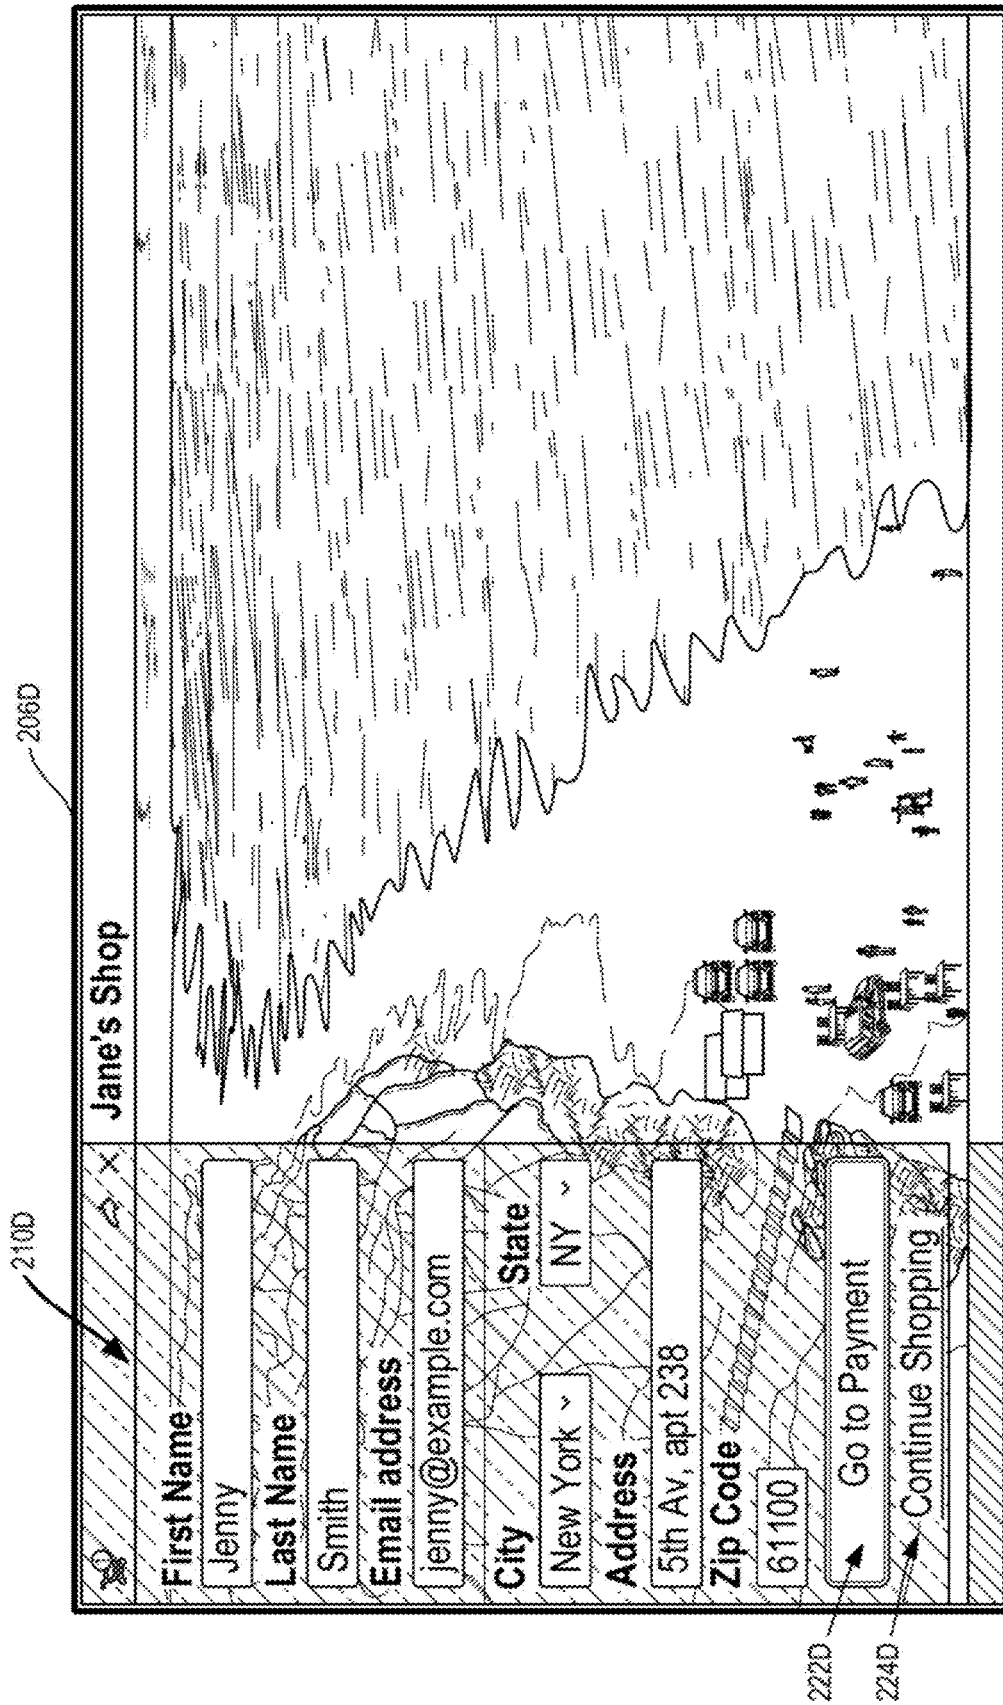 206D
210D
Jane's Shop
First Name
Jenny
Last Name
Smith
Email address
jenny@example.com
City State
New York NY
Address
5th Av, apt 238
Zip Code
61100
222D
Go to Payment
224D
Continue Shopping